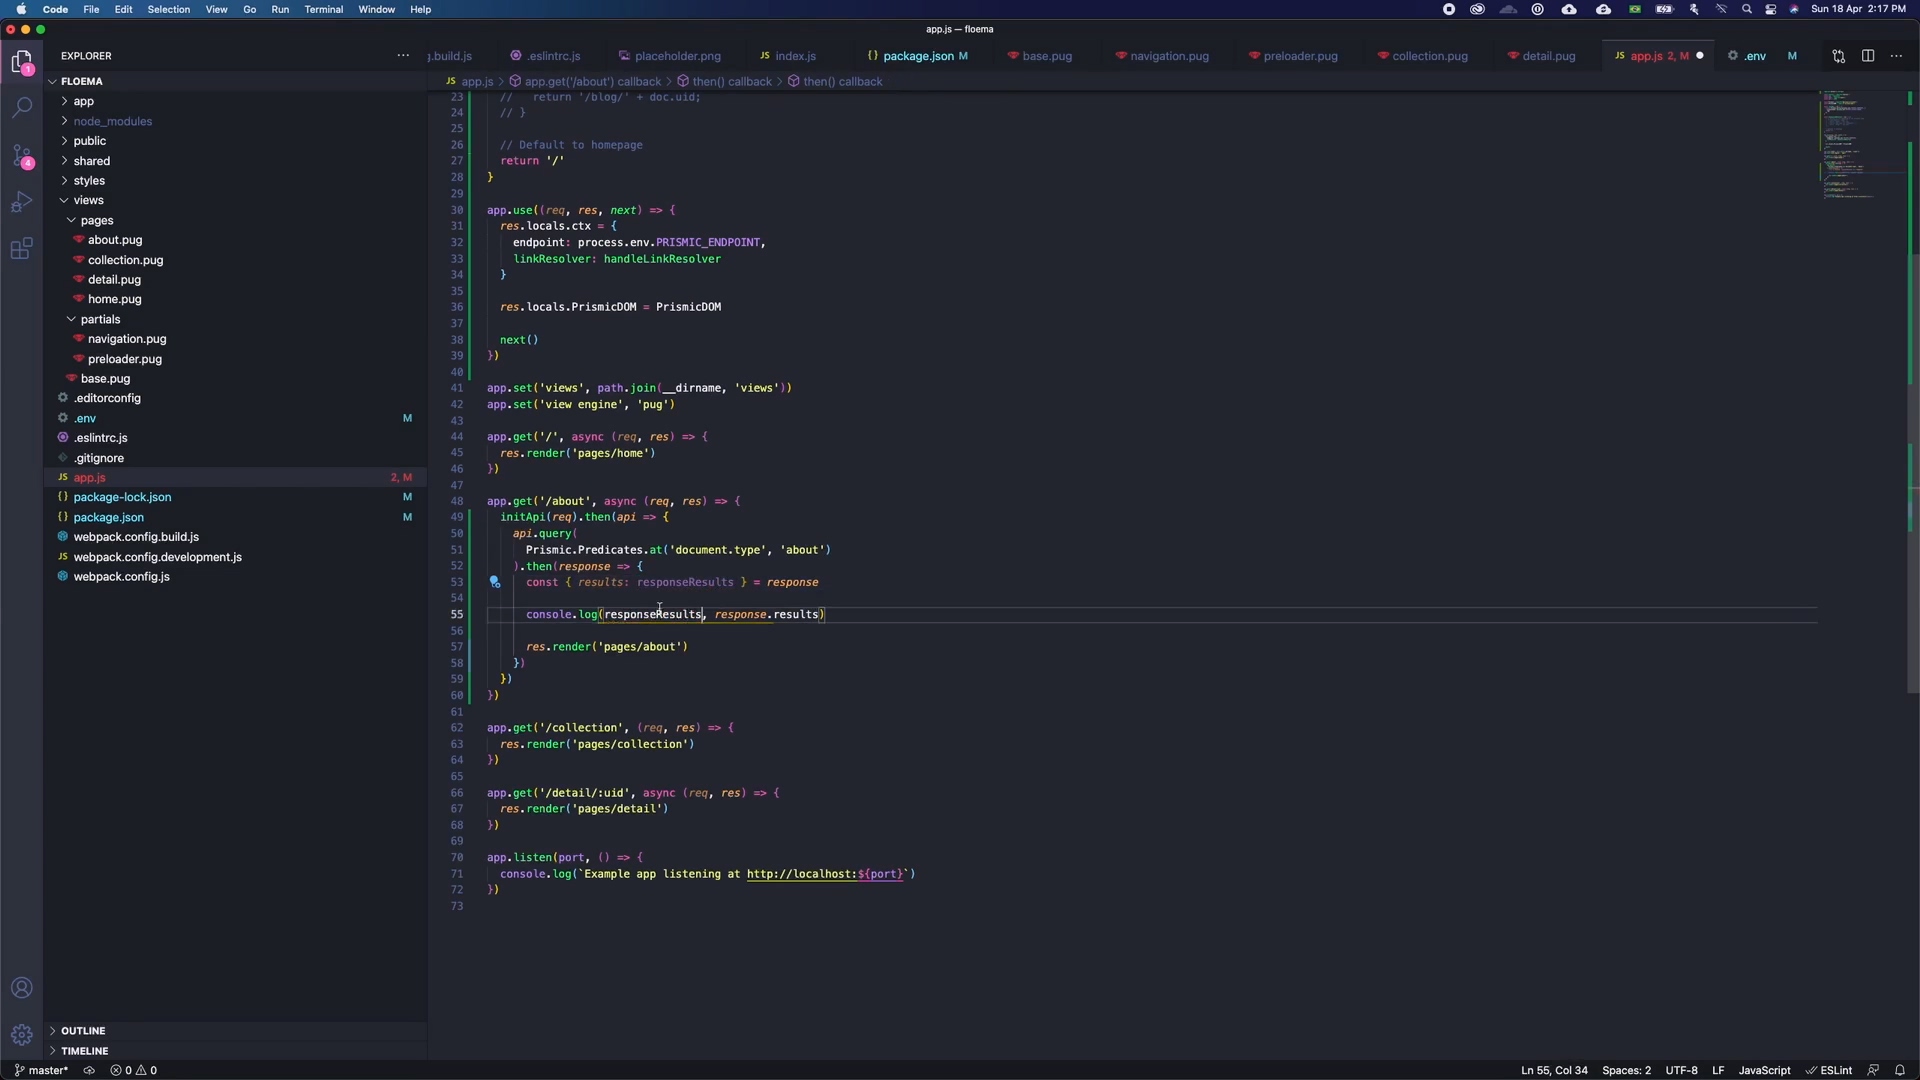 Code File Edit Selection View Go Run Terminal Window Help Sun 18 Apr 2:17 PM
app.js — floema
EXPLORER
g.build.js .eslintrc.js placeholder.png index.js package.json M base.pug navigation.pug preloader.pug collection.pug detail.pug app.js 2, M .env M
app.js > app.get('/about') callback > then() callback > then() callback
FLOEMA
app
node_modules
public
shared
styles
views
pages
about.pug
collection.pug
detail.pug
home.pug
partials
navigation.pug
preloader.pug
base.pug
.editorconfig
.env M
.eslintrc.js
.gitignore
app.js 2, M
package-lock.json M
package.json M
webpack.config.build.js
webpack.config.development.js
webpack.config.js
OUTLINE
TIMELINE
23 //   return '/blog/' + doc.uid;
24 // }
25
26 // Default to homepage
27 return '/'
28 }
29
30 app.use((req, res, next) => {
31 res.locals.ctx = {
32 endpoint: process.env.PRISMIC_ENDPOINT,
33 linkResolver: handleLinkResolver
34 }
35
36 res.locals.PrismicDOM = PrismicDOM
37
38 next()
39 })
40
41 app.set('views', path.join(__dirname, 'views'))
42 app.set('view engine', 'pug')
43
44 app.get('/', async (req, res) => {
45 res.render('pages/home')
46 })
47
48 app.get('/about', async (req, res) => {
49 initApi(req).then(api => {
50 api.query(
51 Prismic.Predicates.at('document.type', 'about')
52 ).then(response => {
53 const { results: responseResults } = response
54
55 console.log(responseResults, response.results)
56
57 res.render('pages/about')
58 })
59 })
60 })
61
62 app.get('/collection', (req, res) => {
63 res.render('pages/collection')
64 })
65
66 app.get('/detail/:uid', async (req, res) => {
67 res.render('pages/detail')
68 })
69
70 app.listen(port, () => {
71 console.log(`Example app listening at http://localhost:${port}`)
72 })
73
master* 0 0 Ln 55, Col 34 Spaces: 2 UTF-8 LF JavaScript ESLint